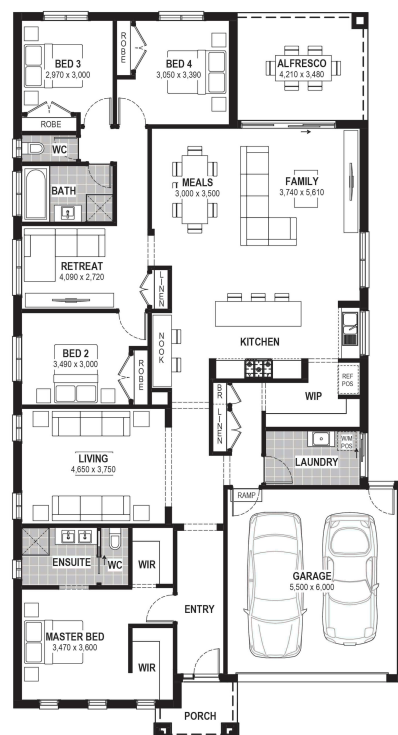 BED 3
2,970 x 3,000
ROBE
BED 4
3,050 x 3,390
ALFRESCO
4,210 x 3,480
ROBE
WC
BATH
MEALS
3,000 x 3,500
FAMILY
3,740 x 5,610
RETREAT
4,090 x 2,720
LINEN
KITCHEN
NOOK
BED 2
3,490 x 3,000
ROBE
REF
POS
WIP
BR
LINEN
LIVING
4,650 x 3,750
W/M
POS
LAUNDRY
RAMP
ENSUITE
WC
WIR
GARAGE
5,500 x 6,000
ENTRY
MASTER BED
3,470 x 3,600
WIR
PORCH